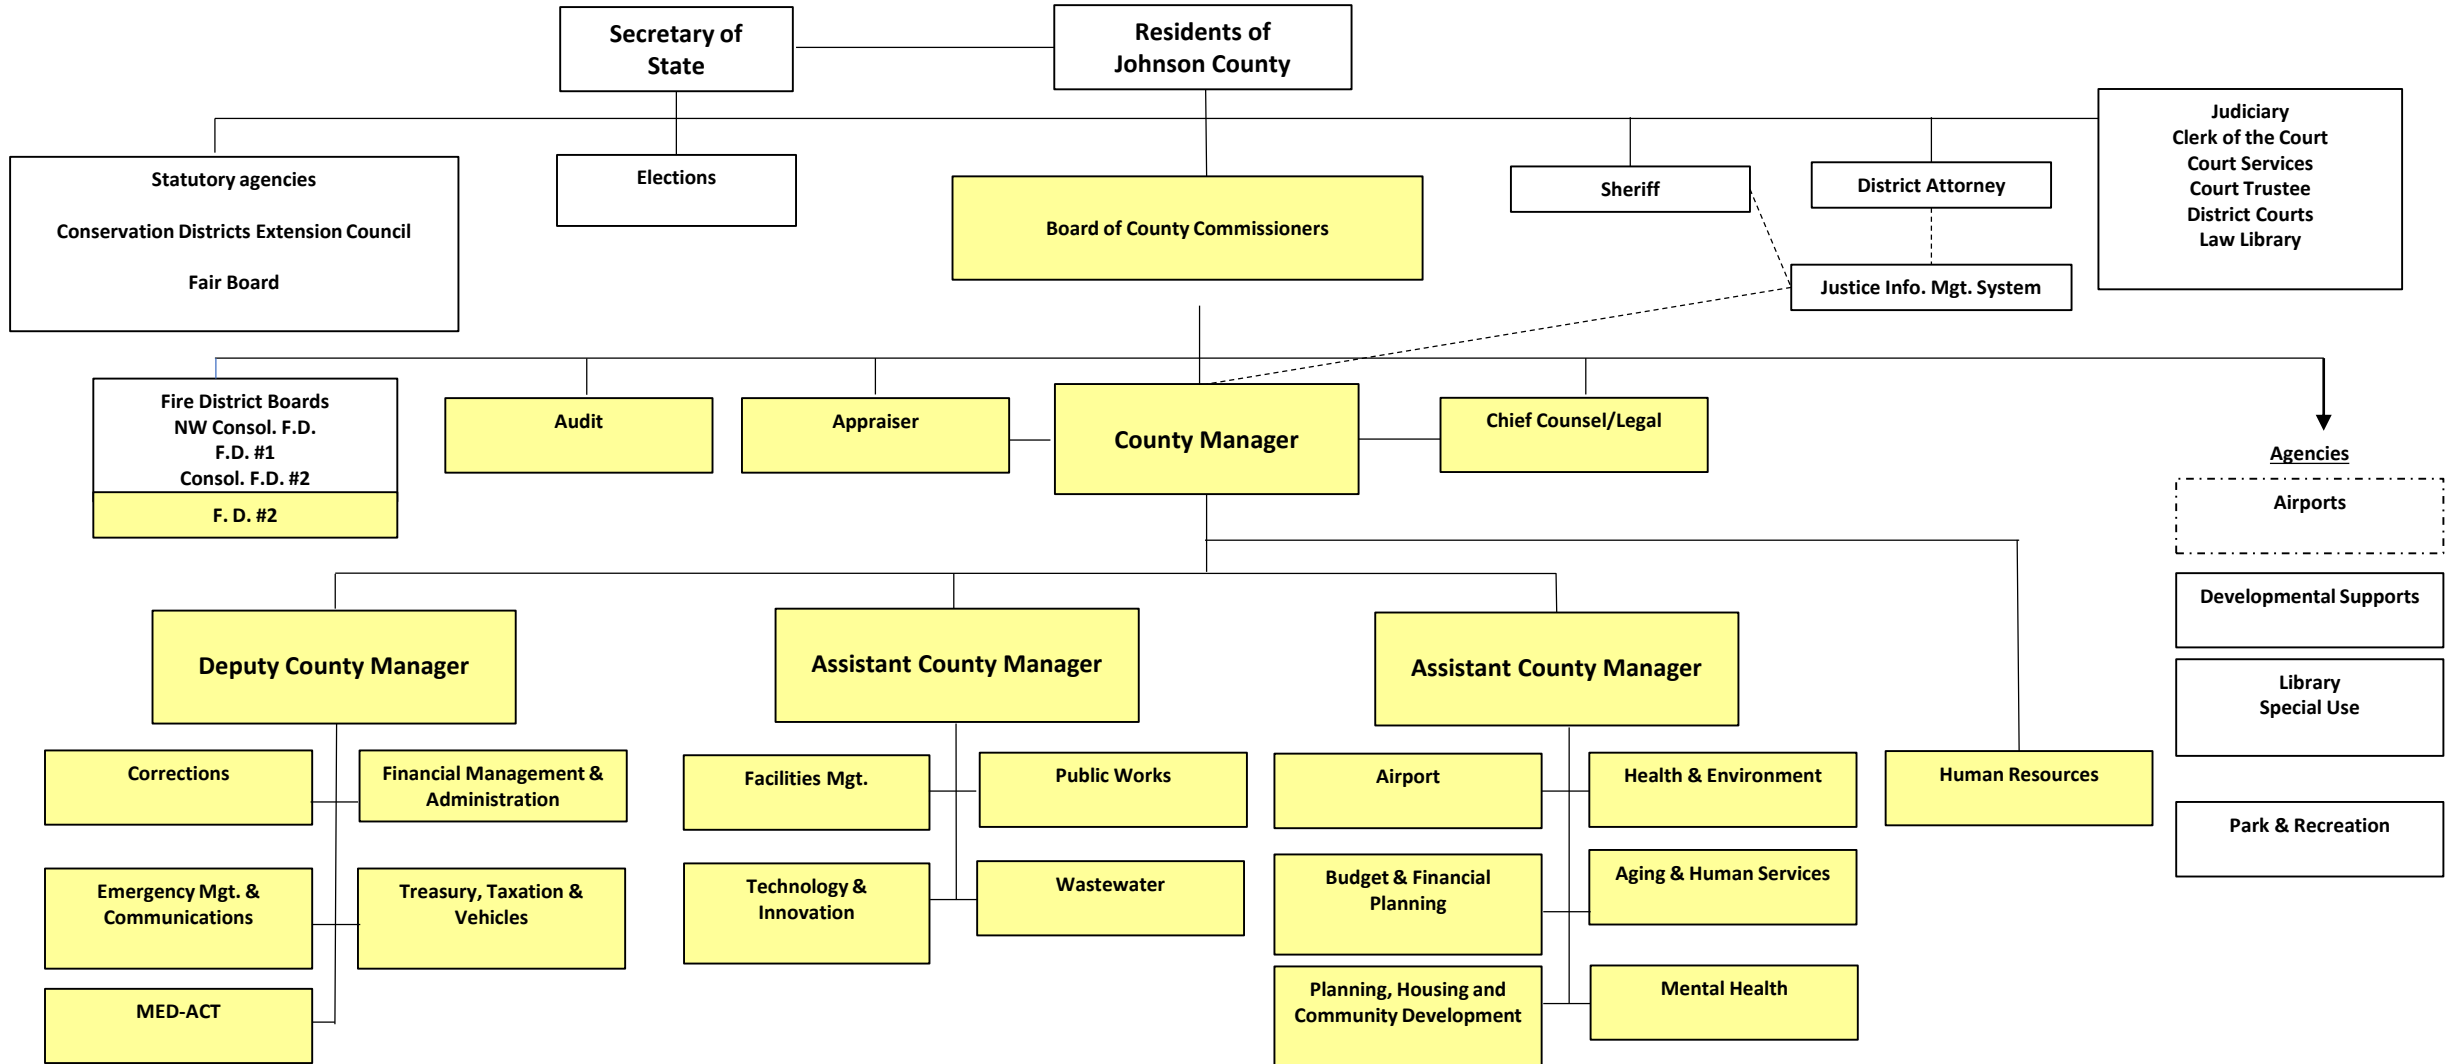 Secretary of
State
Residents of
Johnson County
Judiciary
Clerk of the Court
Court Services
Court Trustee
District Courts
Law Library
Statutory agencies
Conservation Districts Extension Council
Fair Board
Elections
Board of County Commissioners
Sheriff
District Attorney
Justice Info. Mgt. System
Fire District Boards
NW Consol. F.D.
F.D. #1
Consol. F.D. #2
F. D. #2
Audit
Appraiser
County Manager
Chief Counsel/Legal
Agencies
Airports
Developmental Supports
Library
Special Use
Park & Recreation
Deputy County Manager
Assistant County Manager
Assistant County Manager
Corrections
Financial Management &
Administration
Emergency Mgt. &
Communications
Treasury, Taxation &
Vehicles
MED-ACT
Facilities Mgt.
Public Works
Technology &
Innovation
Wastewater
Airport
Health & Environment
Budget & Financial
Planning
Aging & Human Services
Planning, Housing and
Community Development
Mental Health
Human Resources